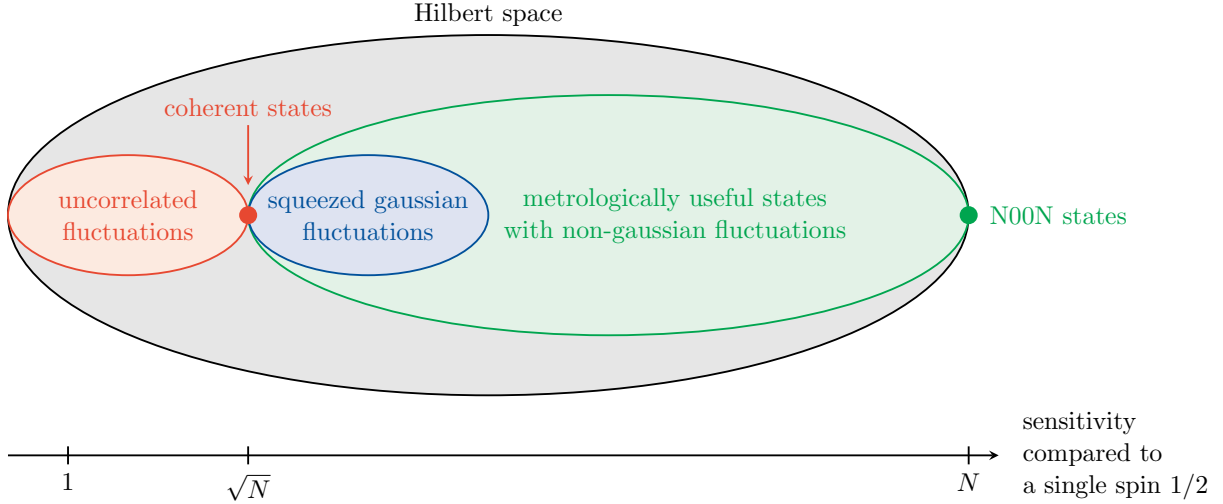 Hilbert space
coherent states
uncorrelated
fluctuations
squeezed gaussian
fluctuations
metrologically useful states
with non-gaussian fluctuations
N00N states
sensitivity
compared to
a single spin 1/2
1
√N
N